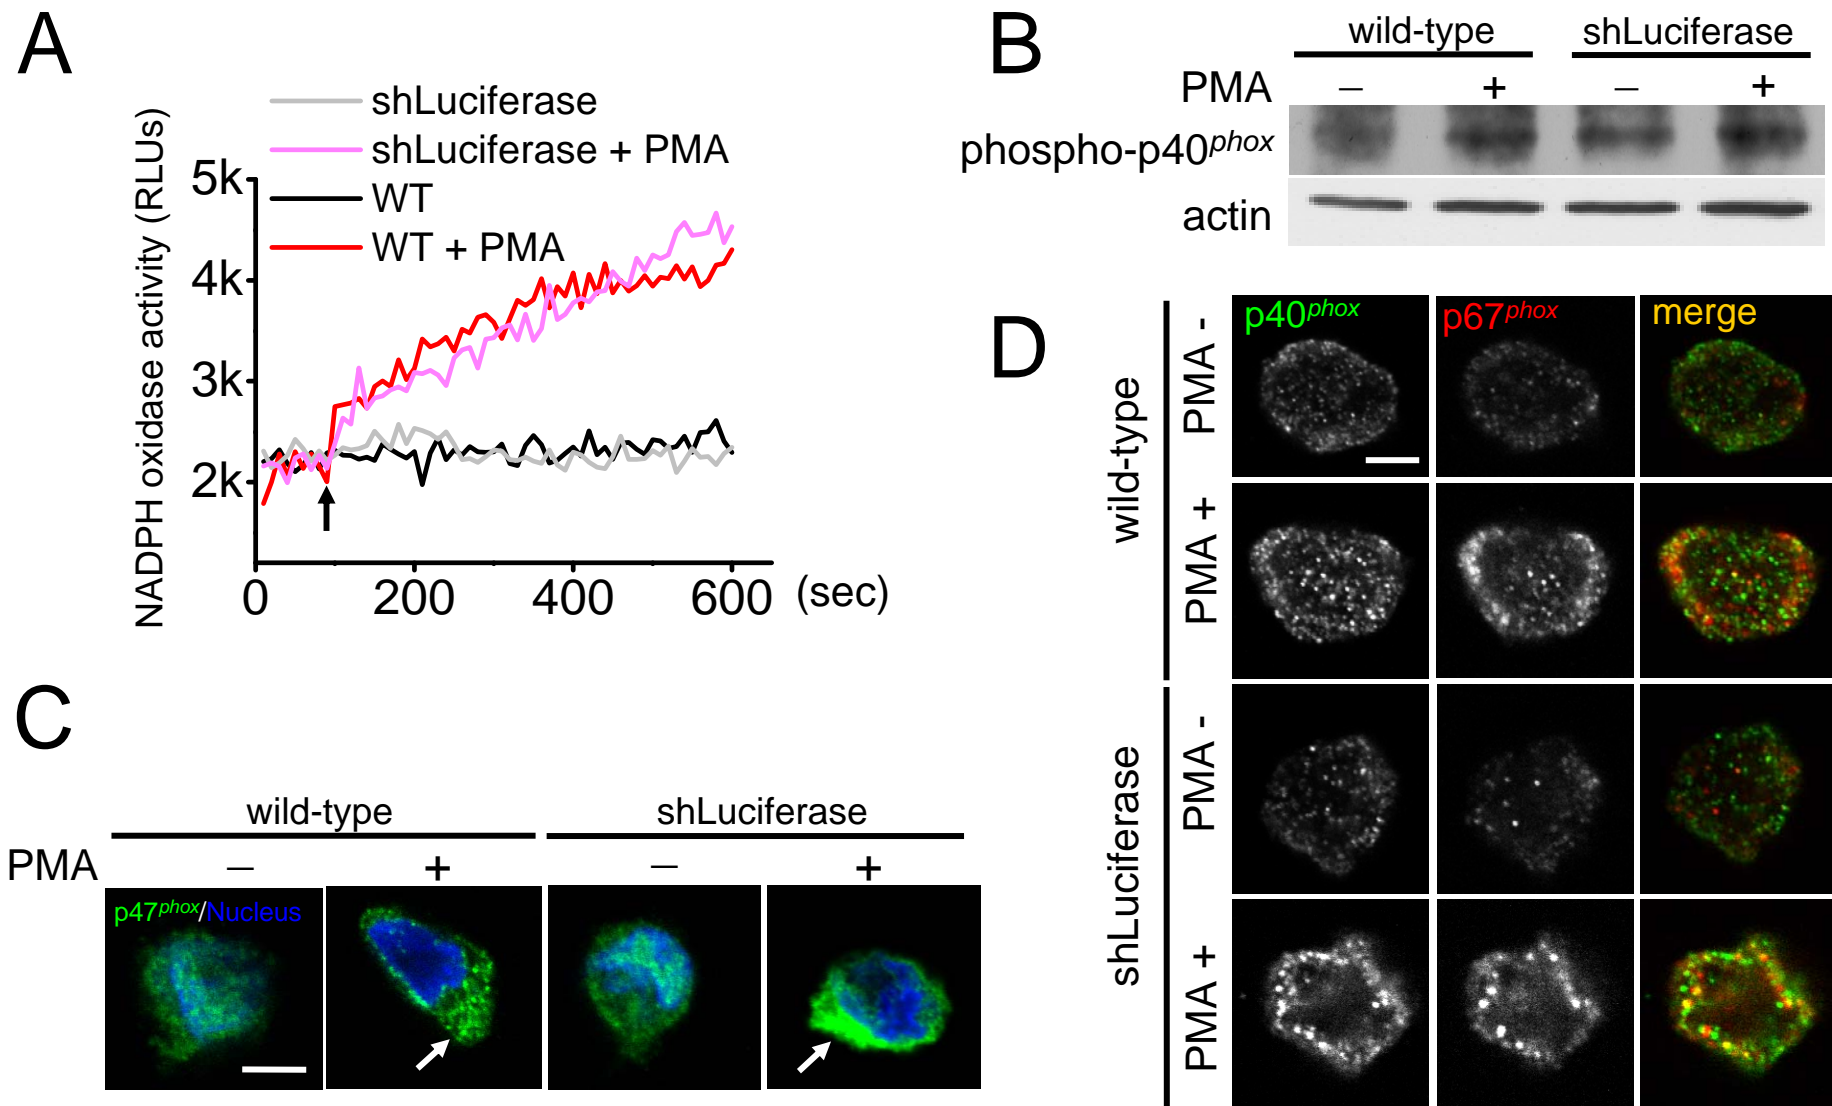 A
shLuciferase
shLuciferase + PMA
WT
WT + PMA
NADPH oxidase activity (RLUs)
5k
4k
3k
2k
0 200 400 600 (sec)
B
wild-type shLuciferase
PMA – + – +
phospho-p40phox
actin
C
wild-type shLuciferase
PMA – + – +
p47phox/Nucleus
D
p40phox p67phox merge
wild-type
PMA -
PMA +
shLuciferase
PMA -
PMA +